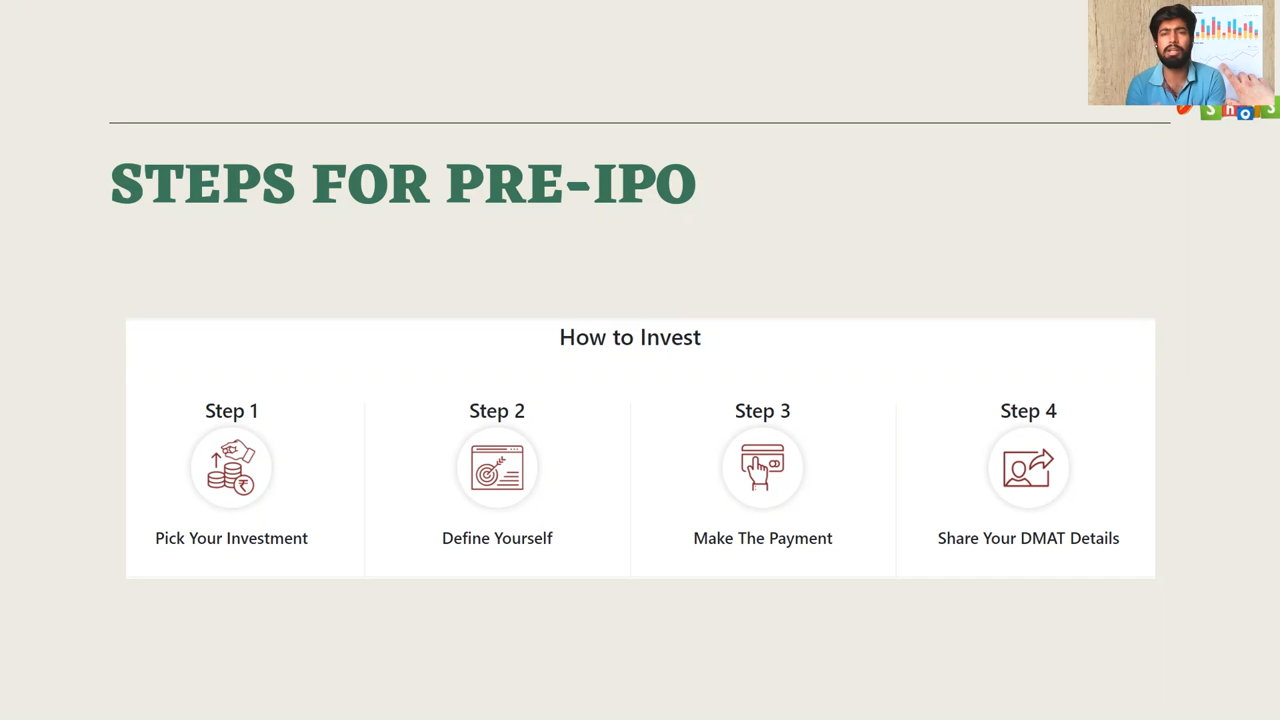 STEPS FOR PRE-IPO
How to Invest
Step 1
Step 2
Step 3
Step 4
Pick Your Investment
Define Yourself
Make The Payment
Share Your DMAT Details